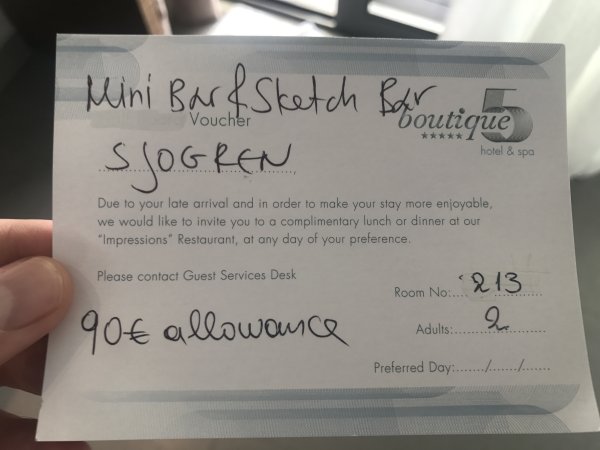 Mini Bar & Sketch Bar
Voucher
boutique 5
★★★★★
hotel & spa
SJOGREN
Due to your late arrival and in order to make your stay more enjoyable,
we would like to invite you to a complimentary lunch or dinner at our
“Impressions” Restaurant, at any day of your preference.
Please contact Guest Services Desk
Room No:....213........
90€ allowance
Adults:......2........
Preferred Day:....../....../......